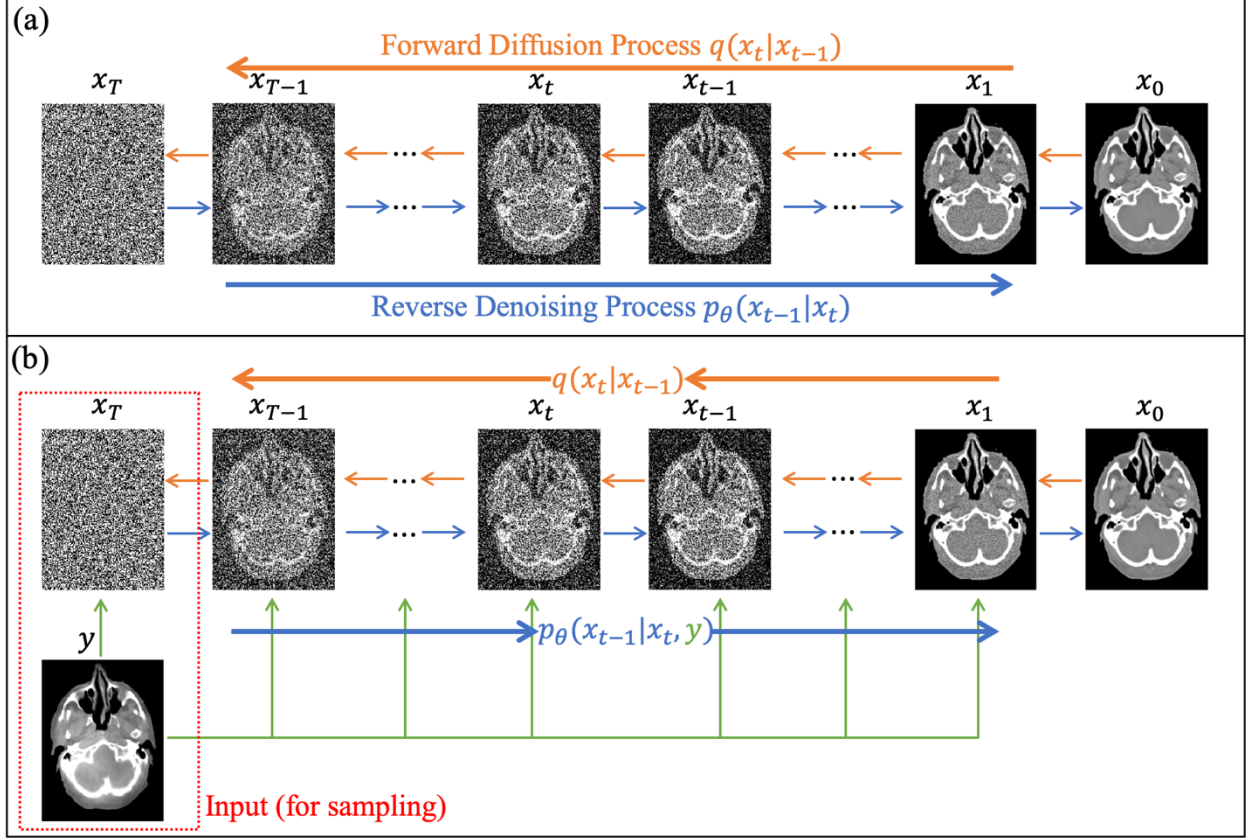 (a)
Forward Diffusion Process q(x_t|x_{t-1})
x_T x_{T-1} x_t x_{t-1} x_1 x_0
... ...
... ...
Reverse Denoising Process p_θ(x_{t-1}|x_t)
(b)
q(x_t|x_{t-1})
x_T x_{T-1} x_t x_{t-1} x_1 x_0
... ...
... ...
p_θ(x_{t-1}|x_t, y)
y
Input (for sampling)